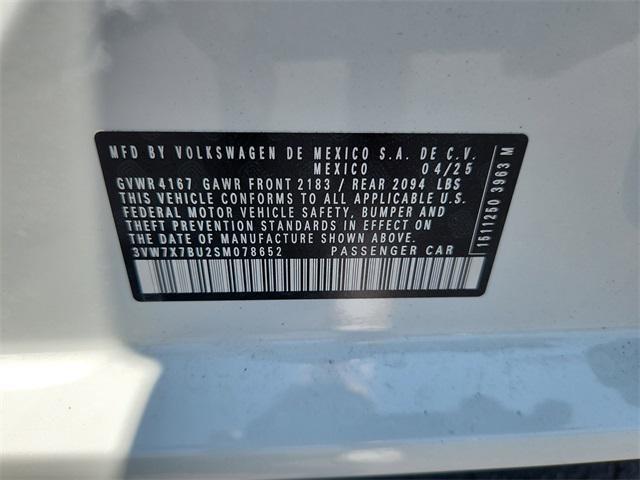 MFD BY VOLKSWAGEN DE MEXICO S.A. DE C.V.
MEXICO 04/25
GVWR 4167 GAWR FRONT 2183 / REAR 2094 LBS
THIS VEHICLE CONFORMS TO ALL APPLICABLE U.S.
FEDERAL MOTOR VEHICLE SAFETY, BUMPER AND
THEFT PREVENTION STANDARDS IN EFFECT ON
THE DATE OF MANUFACTURE SHOWN ABOVE.
3VW7X7BU2SM078652 PASSENGER CAR
1511250 3963 M